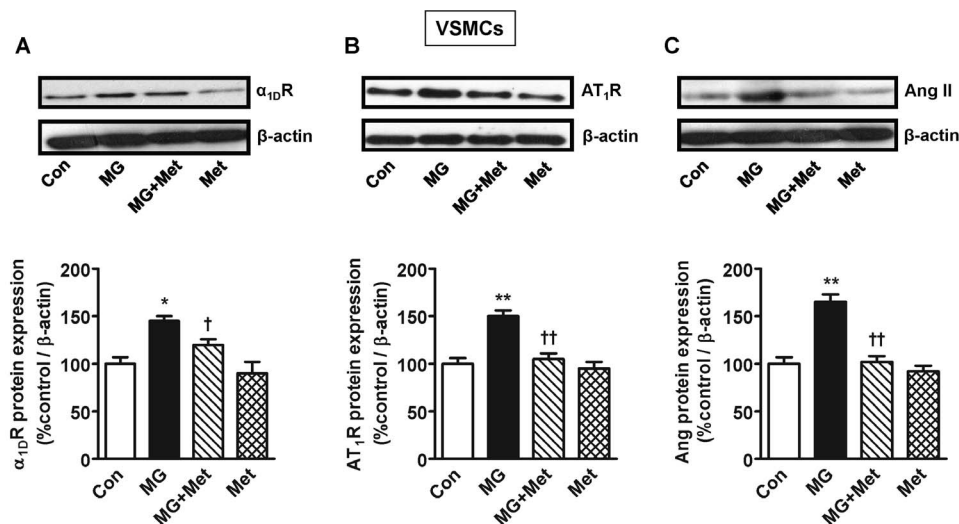 VSMCs
A
α1DR
β-actin
Con
MG
MG+Met
Met
α1DR protein expression
(%control / β-actin)
200
150
100
50
0
*
†
Con
MG
MG+Met
Met
B
AT1R
β-actin
Con
MG
MG+Met
Met
AT1R protein expression
(%control / β-actin)
200
150
100
50
0
**
††
Con
MG
MG+Met
Met
C
Ang II
β-actin
Con
MG
MG+Met
Met
Ang protein expression
(%control / β-actin)
200
150
100
50
0
**
††
Con
MG
MG+Met
Met